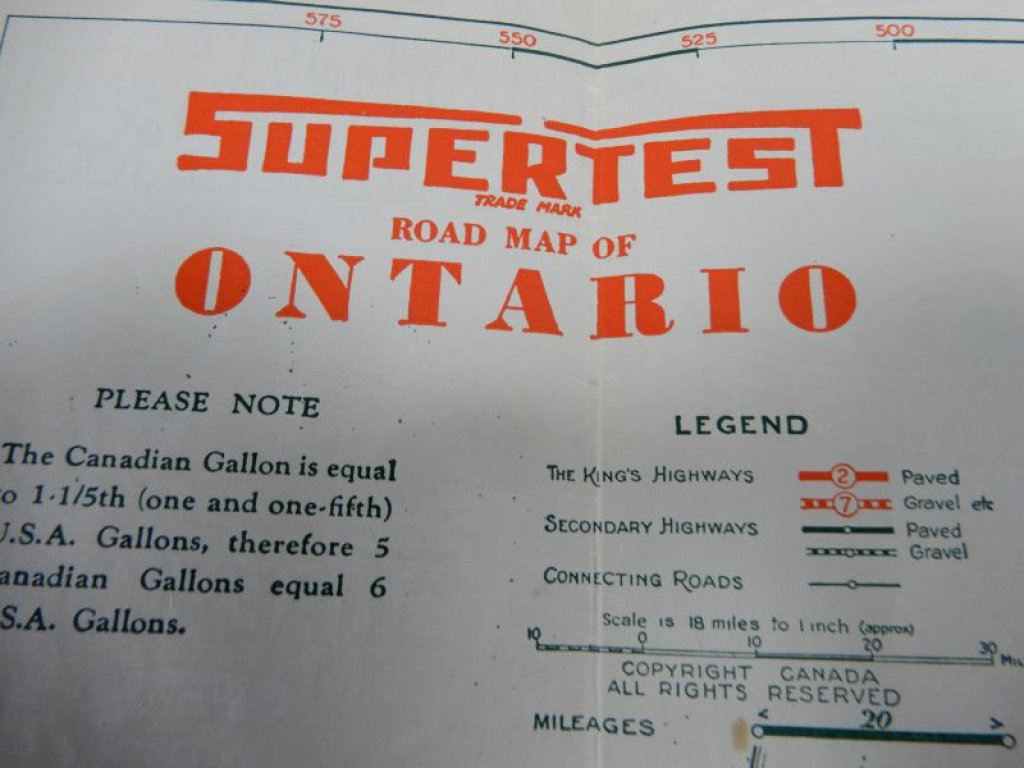 575 550 525 500
SUPERTEST
TRADE MARK
ROAD MAP OF
ONTARIO
PLEASE NOTE
The Canadian Gallon is equal
to 1-1/5th (one and one-fifth)
U.S.A. Gallons, therefore 5
anadian Gallons equal 6
S.A. Gallons.
LEGEND
THE KING'S HIGHWAYS 2 Paved
7 Gravel etc
SECONDARY HIGHWAYS Paved
Gravel
CONNECTING ROADS
Scale is 18 miles to 1 inch (approx)
10 0 10 20 30 MIL
COPYRIGHT CANADA
ALL RIGHTS RESERVED
MILEAGES 20